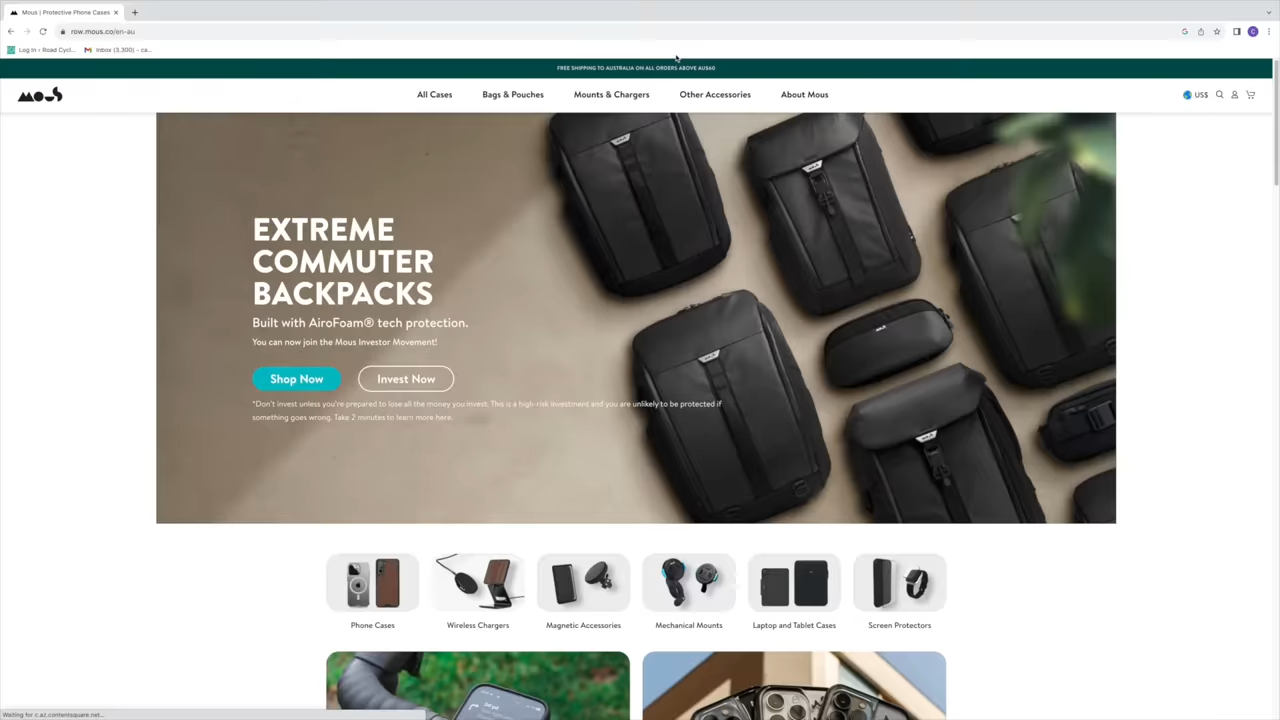 Mous | Protective Phone Cases
row.mous.co/en-au
Log In • Road Cycl...
Inbox (3,300) - ca...
FREE SHIPPING TO AUSTRALIA ON ALL ORDERS ABOVE AU$60
MOUS
All Cases
Bags & Pouches
Mounts & Chargers
Other Accessories
About Mous
US$
EXTREME
COMMUTER
BACKPACKS
Built with AiroFoam® tech protection.
You can now join the Mous Investor Movement!
Shop Now
Invest Now
*Don't invest unless you're prepared to lose all the money you invest. This is a high-risk investment and you are unlikely to be protected if
something goes wrong. Take 2 minutes to learn more here.
Phone Cases
Wireless Chargers
Magnetic Accessories
Mechanical Mounts
Laptop and Tablet Cases
Screen Protectors
Waiting for c.az.contentsquare.net...